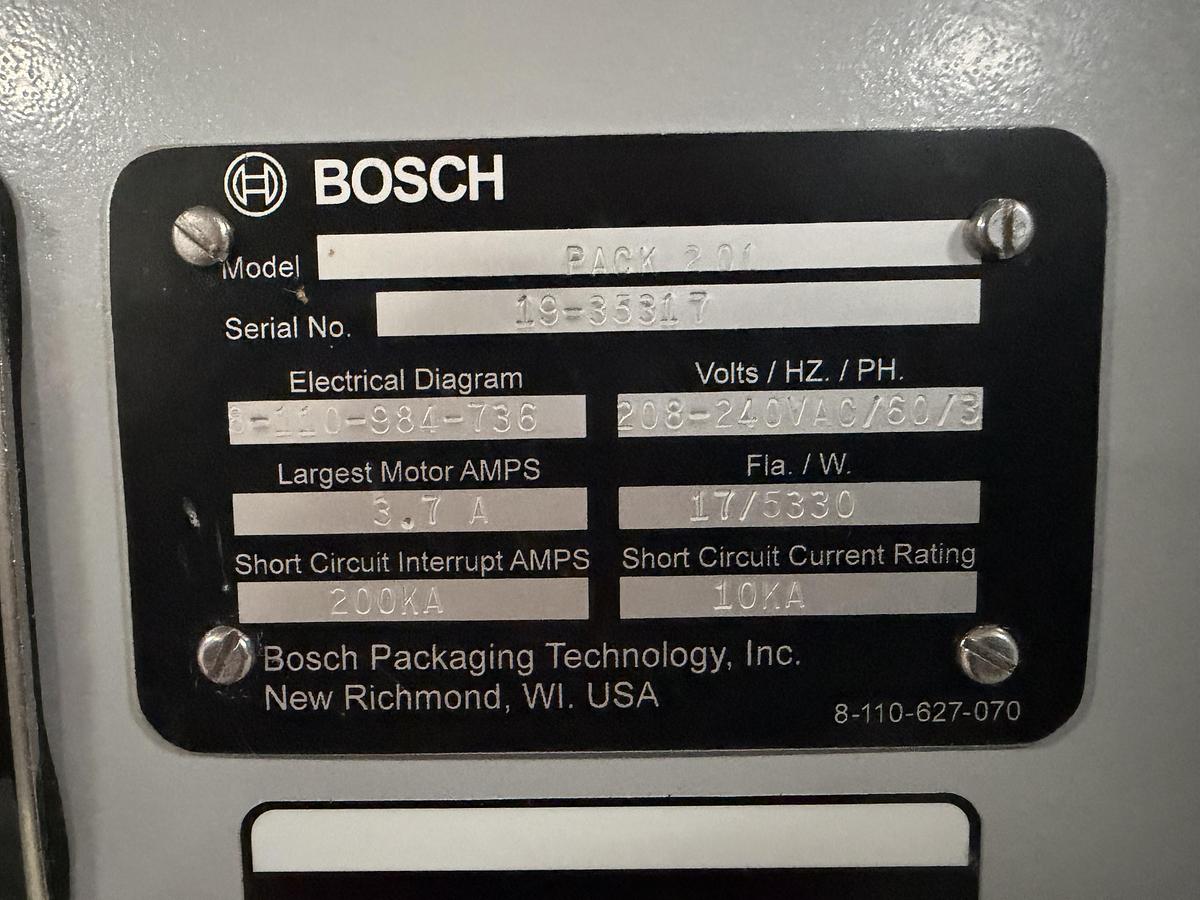 BOSCH
Model PACK 201
Serial No. 19-35317
Electrical Diagram Volts / HZ. / PH.
8-110-984-736 208-240VAC/60/3
Largest Motor AMPS Fla. / W.
3.7 A 17/5330
Short Circuit Interrupt AMPS Short Circuit Current Rating
200KA 10KA
Bosch Packaging Technology, Inc.
New Richmond, WI. USA
8-110-627-070